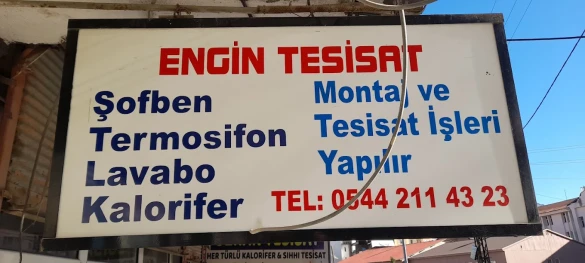 ENGİN TESİSAT
Şofben
Termosifon
Lavabo
Kalorifer
Montaj ve
Tesisat İşleri
Yapılır
TEL: 0544 211 43 23
HER TÜRLÜ KALORİFER & SIHHI TESİSAT